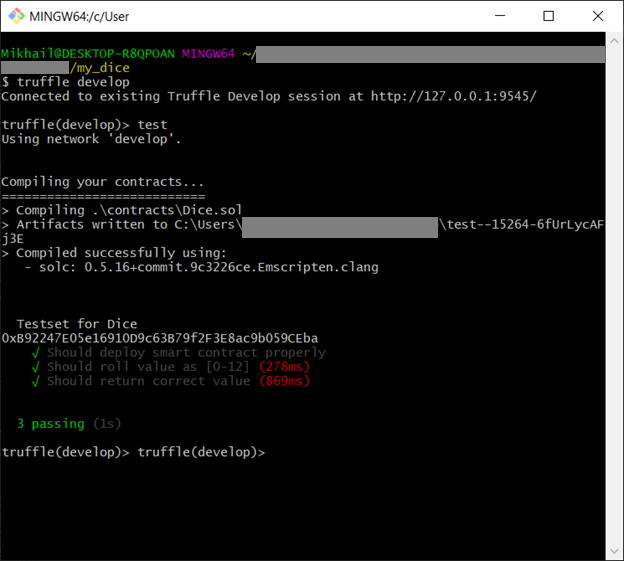 MINGW64:/c/User
Mikhail@DESKTOP-R8QPOAN MINGW64 ~/
/my_dice
$ truffle develop
Connected to existing Truffle Develop session at http://127.0.0.1:9545/
truffle(develop)> test
Using network 'develop'.
Compiling your contracts...
===========================
> Compiling .\contracts\Dice.sol
> Artifacts written to C:\Users\ \test--15264-6fUrLycAF
j3E
> Compiled successfully using:
- solc: 0.5.16+commit.9c3226ce.Emscripten.clang
Testset for Dice
0xB92247E05e16910D9c63B79f2F3E8ac9b059CEba
√ Should deploy smart contract properly
√ Should roll value as [0-12] (278ms)
√ Should return correct value (869ms)
3 passing (1s)
truffle(develop)> truffle(develop)>